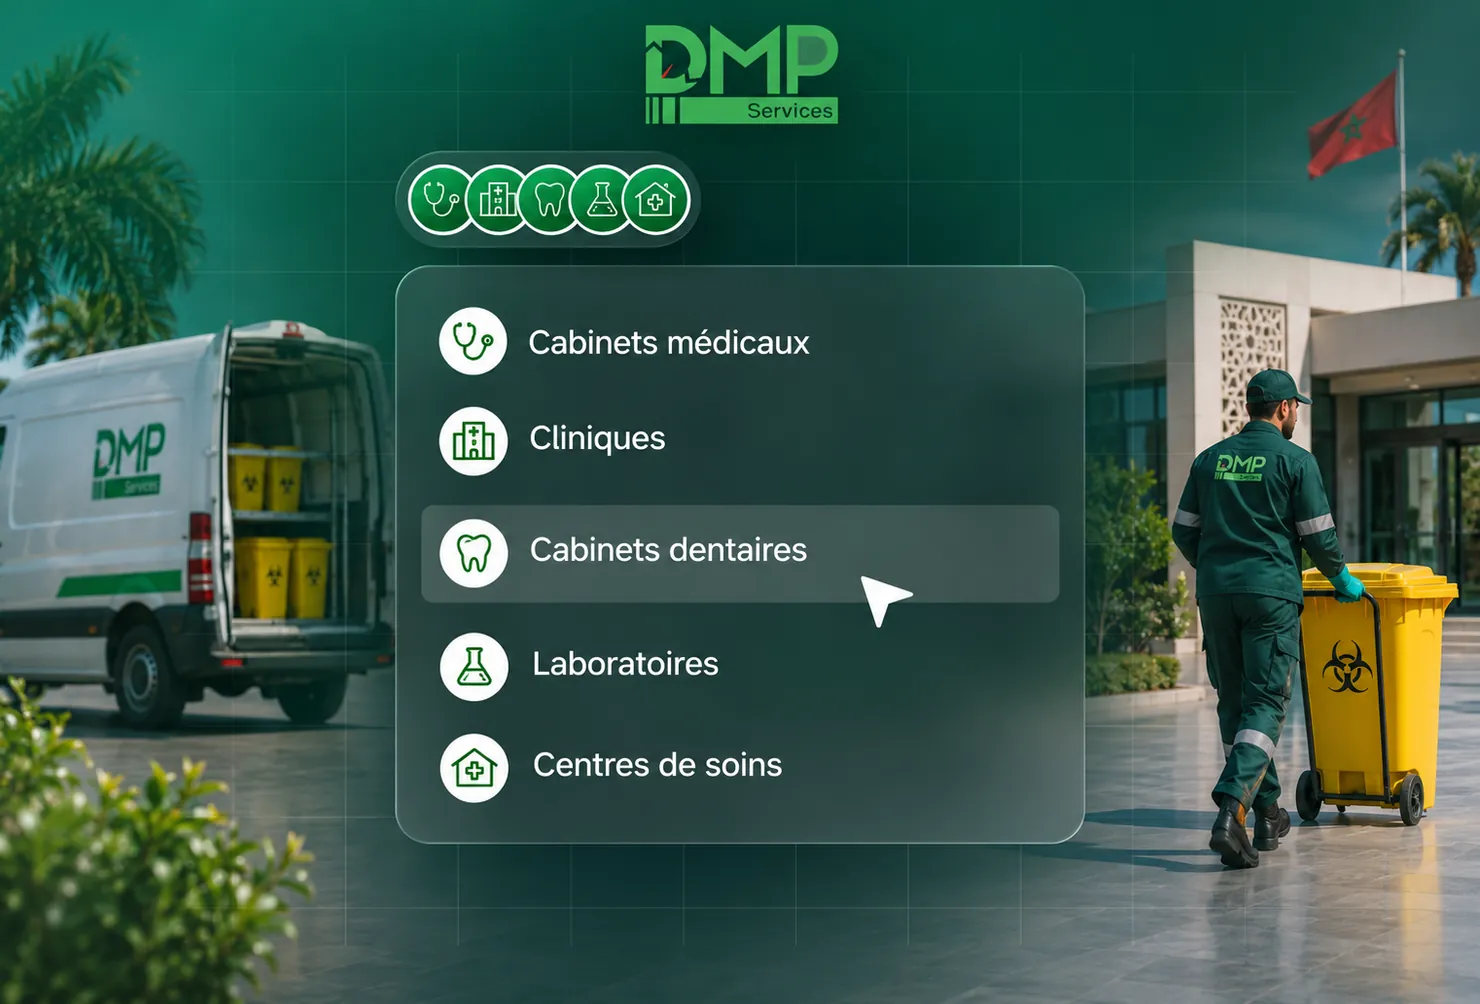 DMP
Services
Cabinets médicaux
Cliniques
Cabinets dentaires
Laboratoires
Centres de soins
DMP
Services
DMP